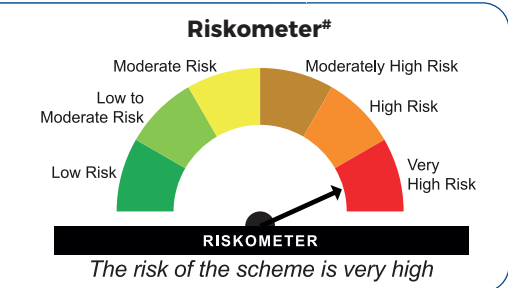 Riskometer#
Moderate Risk
Moderately High Risk
Low to
Moderate Risk
High Risk
Low Risk
Very
High Risk
RISKOMETER
The risk of the scheme is very high